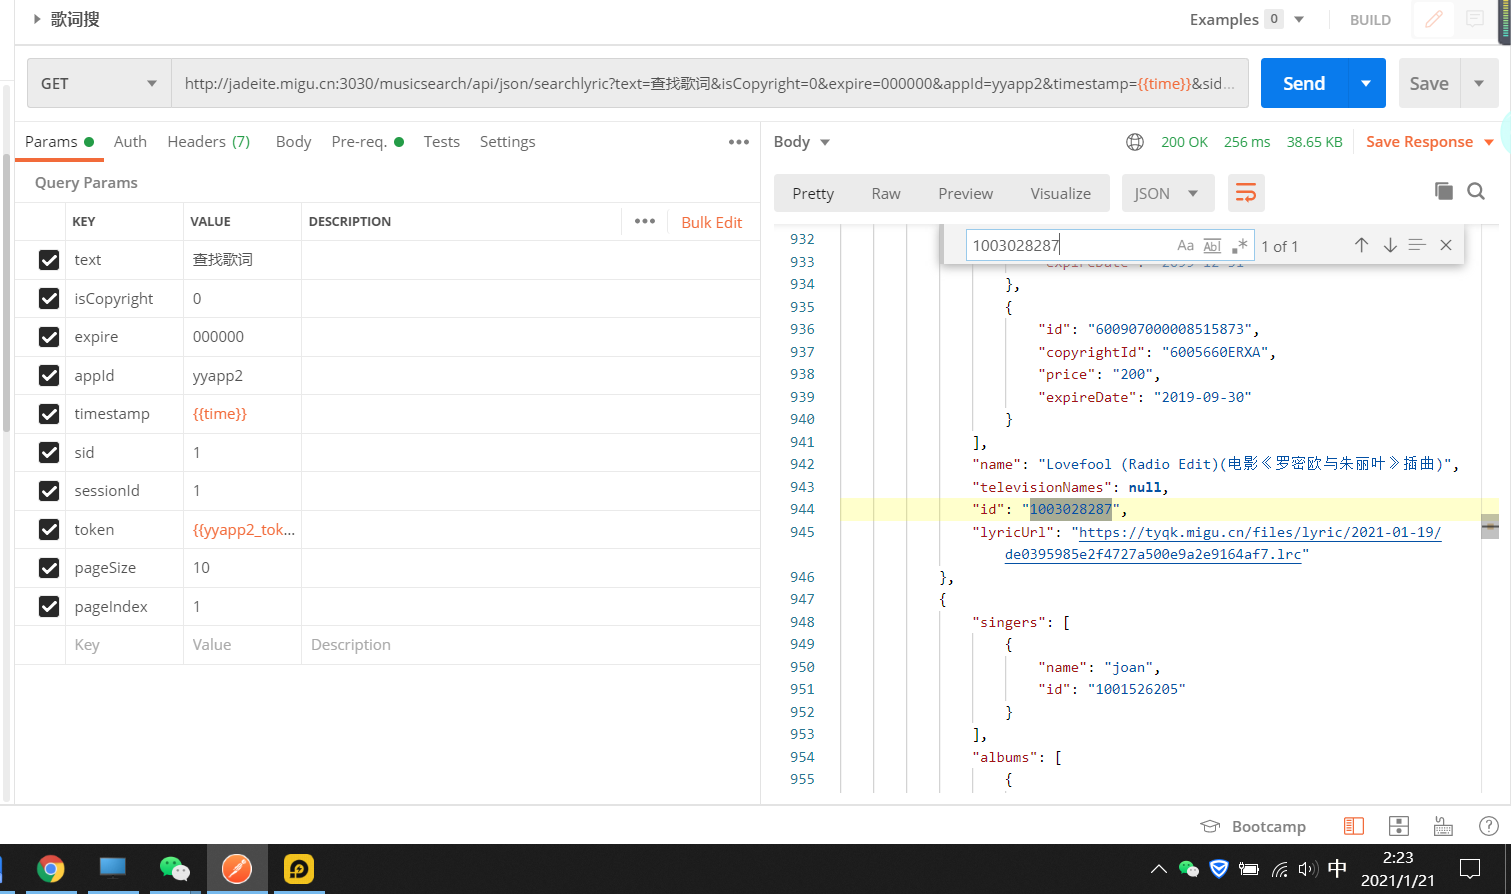 歌词搜
Examples 0
BUILD
GET
http://jadeite.migu.cn:3030/musicsearch/api/json/searchlyric?text=查找歌词&isCopyright=0&expire=000000&appId=yyapp2&timestamp={{time}}&sid...
Send
Save
Params
Auth
Headers (7)
Body
Pre-req.
Tests
Settings
Query Params
KEY VALUE DESCRIPTION
Bulk Edit
text 查找歌词
isCopyright 0
expire 000000
appId yyapp2
timestamp {{time}}
sid 1
sessionId 1
token {{yyapp2_tok...
pageSize 10
pageIndex 1
Key Value Description
Body
200 OK 256 ms 38.65 KB
Save Response
Pretty Raw Preview Visualize JSON
1003028287 Aa Abl .* 1 of 1
932
933 "expireDate": "2099-12-31"
934 },
935 {
936 "id": "600907000008515873",
937 "copyrightId": "6005660ERXA",
938 "price": "200",
939 "expireDate": "2019-09-30"
940 }
941 ],
942 "name": "Lovefool (Radio Edit)(电影《罗密欧与朱丽叶》插曲)",
943 "televisionNames": null,
944 "id": "1003028287",
945 "lyricUrl": "https://tyqk.migu.cn/files/lyric/2021-01-19/
de0395985e2f4727a500e9a2e9164af7.lrc"
946 },
947 {
948 "singers": [
949 {
950 "name": "joan",
951 "id": "1001526205"
952 }
953 ],
954 "albums": [
955 {
Bootcamp
中
2:23
2021/1/21